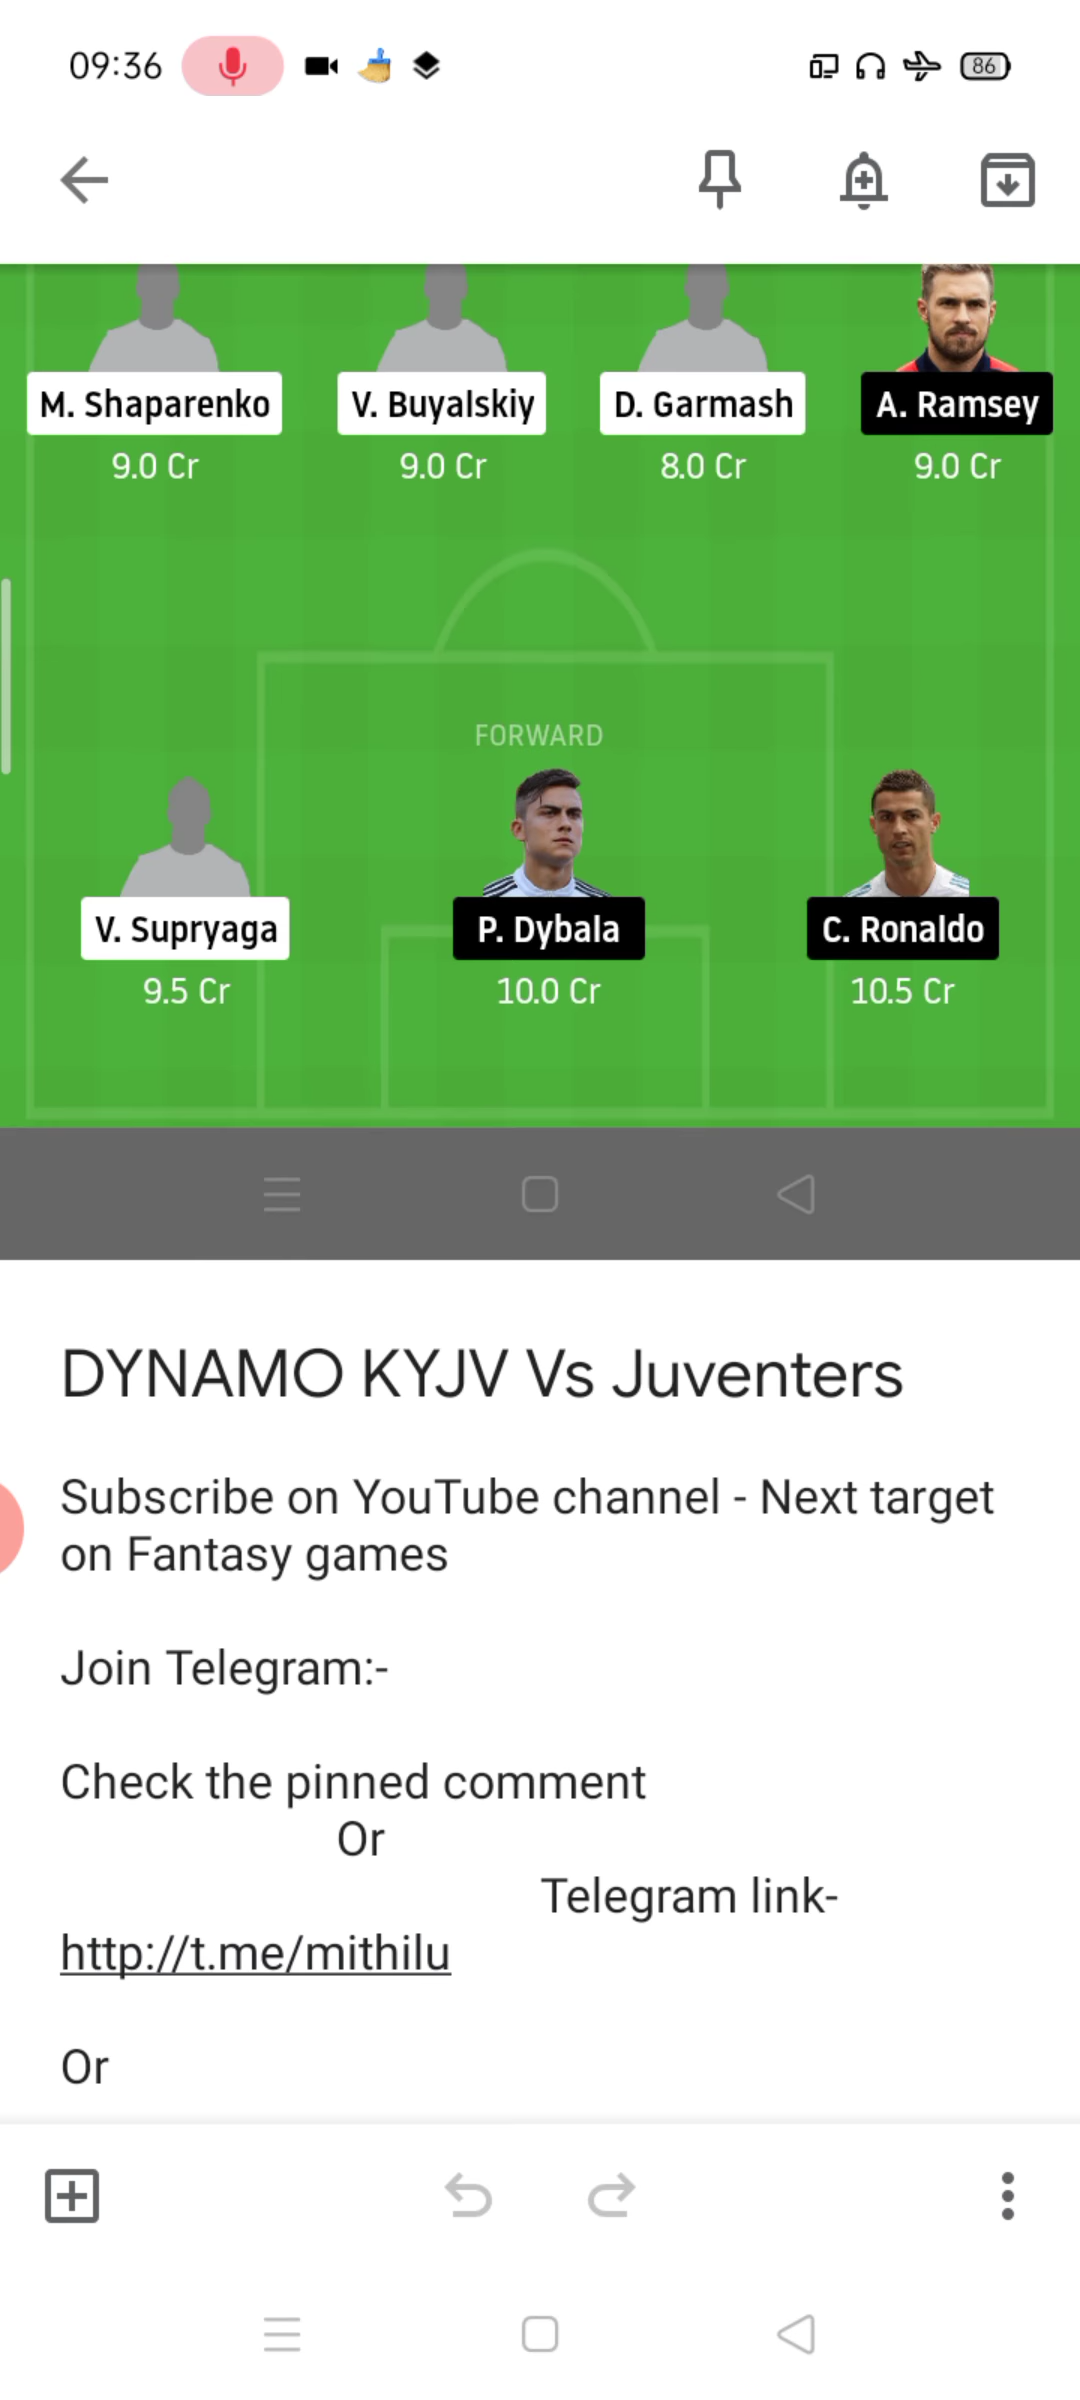 09:36
86
M. Shaparenko V. Buyalskiy D. Garmash A. Ramsey
9.0 Cr 9.0 Cr 8.0 Cr 9.0 Cr
FORWARD
V. Supryaga P. Dybala C. Ronaldo
9.5 Cr 10.0 Cr 10.5 Cr
DYNAMO KYJV Vs Juventers
Subscribe on YouTube channel - Next target
on Fantasy games
Join Telegram:-
Check the pinned comment
Or
Telegram link-
http://t.me/mithilu
Or